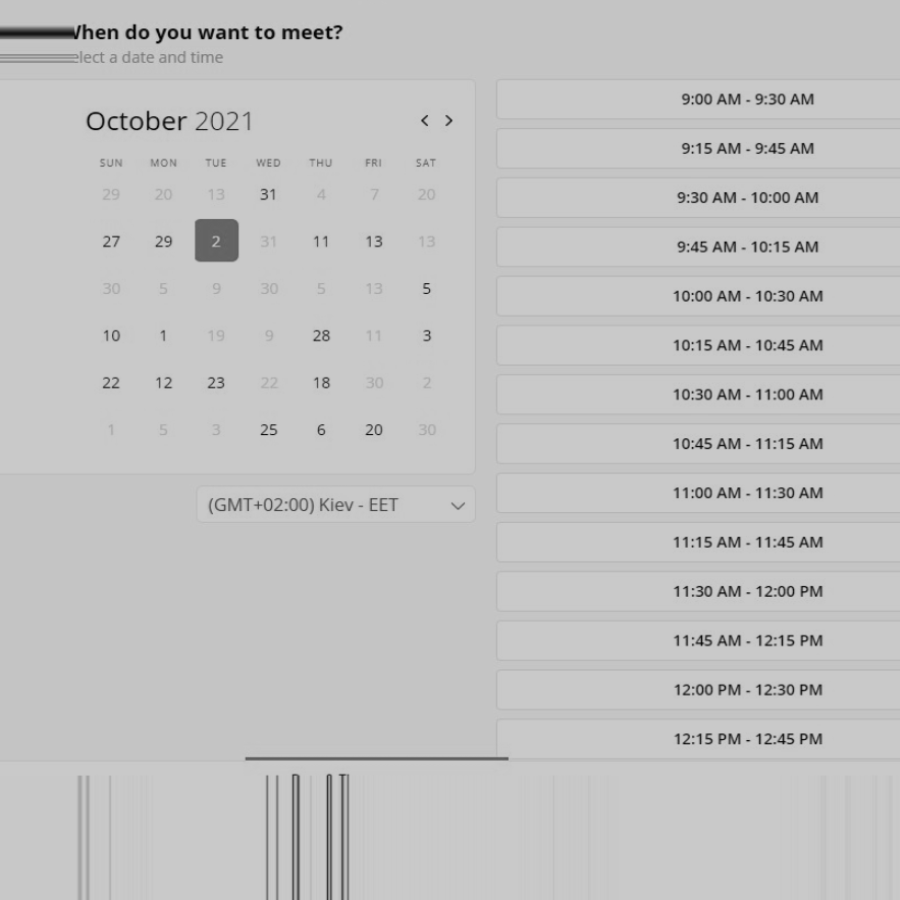 When do you want to meet?
lect a date and time
October 2021
SUN MON TUE WED THU FRI SAT
29 20 13 31 4 7 20
27 29 2 31 11 13 13
30 5 9 30 5 13 5
10 1 19 9 28 11 3
22 12 23 22 18 30 2
1 5 3 25 6 20 30
(GMT+02:00) Kiev - EET
9:00 AM - 9:30 AM
9:15 AM - 9:45 AM
9:30 AM - 10:00 AM
9:45 AM - 10:15 AM
10:00 AM - 10:30 AM
10:15 AM - 10:45 AM
10:30 AM - 11:00 AM
10:45 AM - 11:15 AM
11:00 AM - 11:30 AM
11:15 AM - 11:45 AM
11:30 AM - 12:00 PM
11:45 AM - 12:15 PM
12:00 PM - 12:30 PM
12:15 PM - 12:45 PM